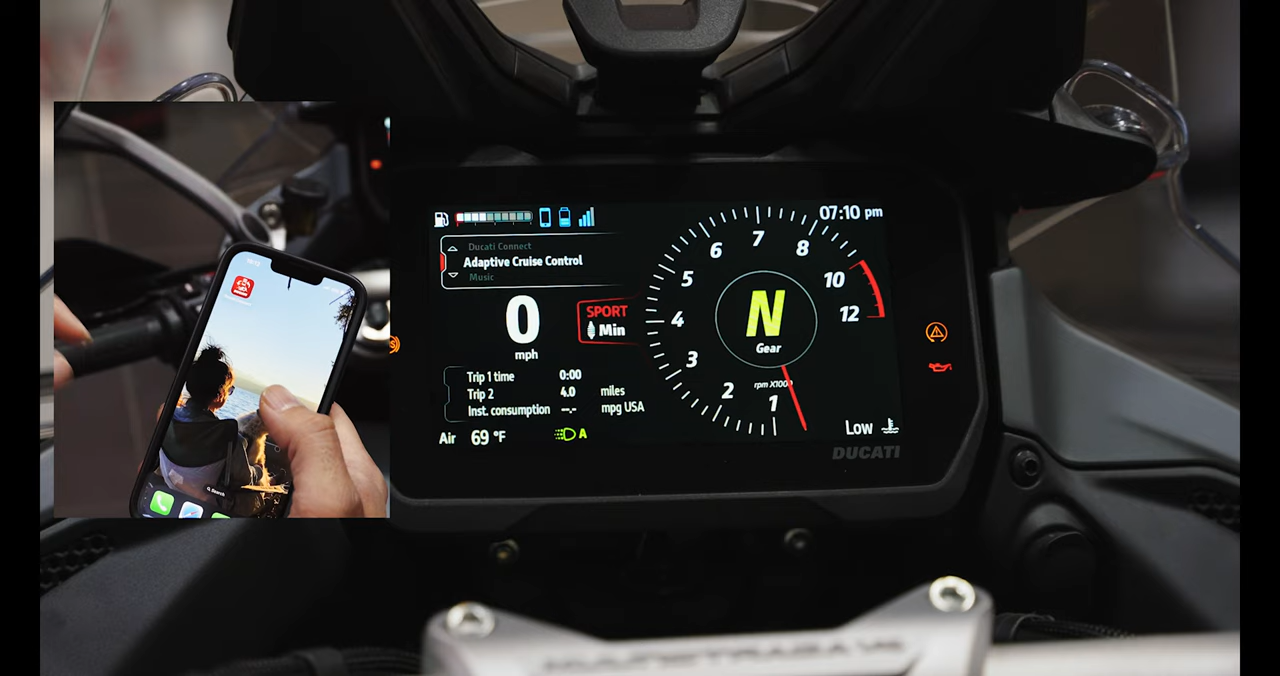 07:10 pm
Ducati Connect
Adaptive Cruise Control
Music
0
mph
SPORT
Min
Trip 1 time 0:00
Trip 2 4.0 miles
Inst. consumption --.- mpg USA
Air 69 °F
A
1
2
3
4
5
6
7
8
10
12
N
Gear
rpm X1000
Low
DUCATI
Search